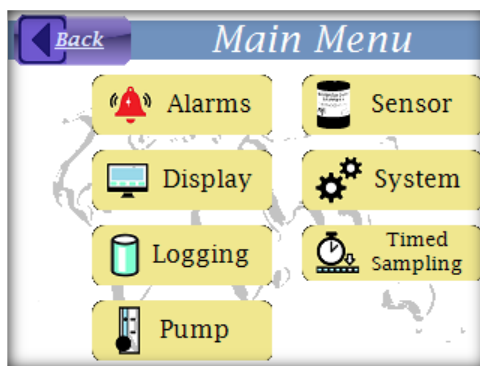 Back
Main Menu
Alarms
Sensor
Display
System
Logging
Timed
Sampling
Pump